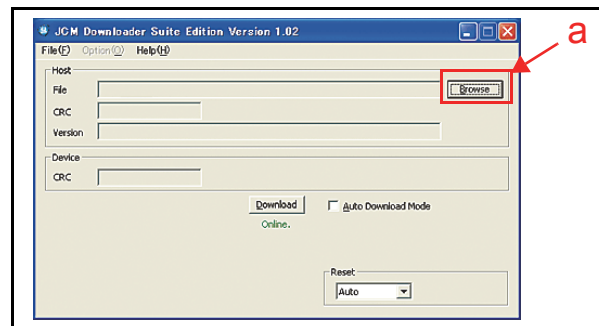 JCM Downloader Suite Edition Version 1.02
a
File(F) Option(O) Help(H)
Host
File Browse
CRC
Version
Device
CRC
Download Auto Download Mode
Online.
Reset
Auto